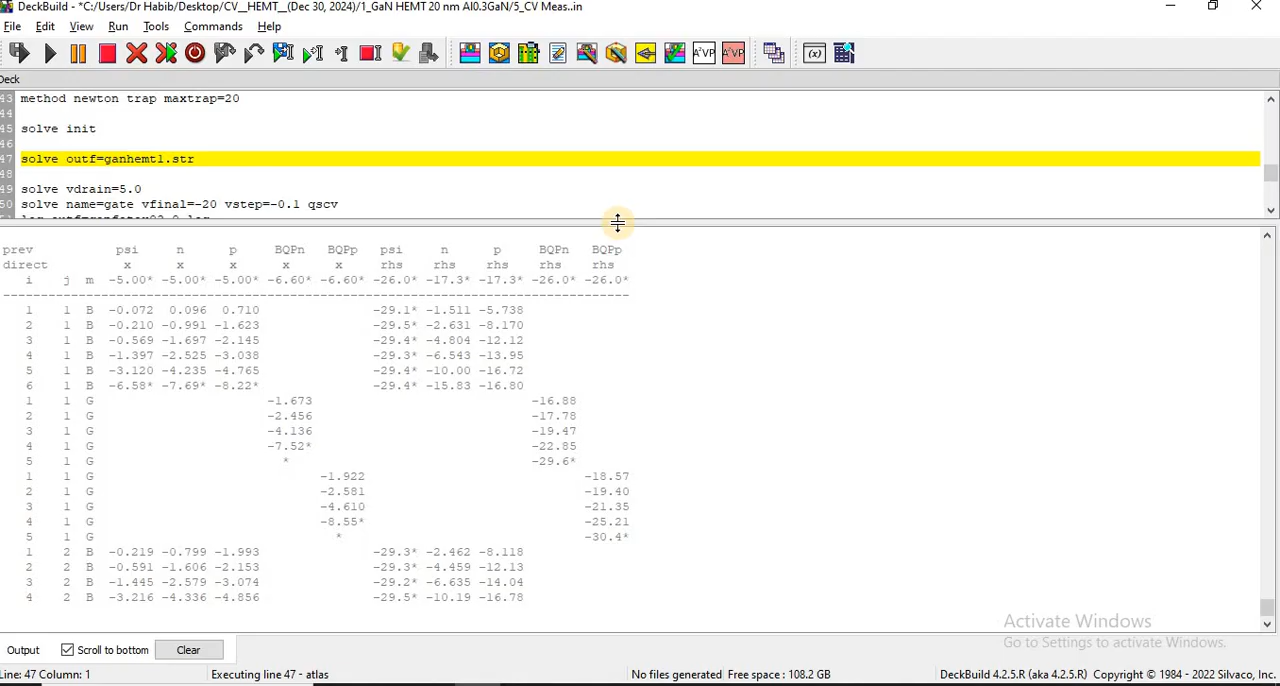 DeckBuild - *C:/Users/Dr Habib/Desktop/CV__HEMT__(Dec 30, 2024)/1_GaN HEMT 20 nm Al0.3GaN/5_CV Meas..in
File Edit View Run Tools Commands Help
Deck
43 method newton trap maxtrap=20
44
45 solve init
46
47 solve outf=ganhemt1.str
48
49 solve vdrain=5.0
50 solve name=gate vfinal=-20 vstep=-0.1 qscv
prev psi n p BQPn BQPp psi n p BQPn BQPp
direct x x x x x rhs rhs rhs rhs rhs
i j m -5.00* -5.00* -5.00* -6.60* -6.60* -26.0* -17.3* -17.3* -26.0* -26.0*
-----------------------------------------------------------------------------------
1 1 B -0.072 0.096 0.710 -29.1* -1.511 -5.738
2 1 B -0.210 -0.991 -1.623 -29.5* -2.631 -8.170
3 1 B -0.569 -1.697 -2.145 -29.4* -4.804 -12.12
4 1 B -1.397 -2.525 -3.038 -29.3* -6.543 -13.95
5 1 B -3.120 -4.235 -4.765 -29.4* -10.00 -16.72
6 1 B -6.58* -7.69* -8.22* -29.4* -15.83 -16.80
1 1 G -1.673 -16.88
2 1 G -2.456 -17.78
3 1 G -4.136 -19.47
4 1 G -7.52* -22.85
5 1 G * -29.6*
1 1 G -1.922 -18.57
2 1 G -2.581 -19.40
3 1 G -4.610 -21.35
4 1 G -8.55* -25.21
5 1 G * -30.4*
1 2 B -0.219 -0.799 -1.993 -29.3* -2.462 -8.118
2 2 B -0.591 -1.606 -2.153 -29.3* -4.459 -12.13
3 2 B -1.445 -2.579 -3.074 -29.2* -6.635 -14.04
4 2 B -3.216 -4.336 -4.856 -29.5* -10.19 -16.78
Activate Windows
Go to Settings to activate Windows.
Output Scroll to bottom Clear
Line: 47 Column: 1 Executing line 47 - atlas No files generated Free space : 108.2 GB DeckBuild 4.2.5.R (aka 4.2.5.R) Copyright © 1984 - 2022 Silvaco, Inc.